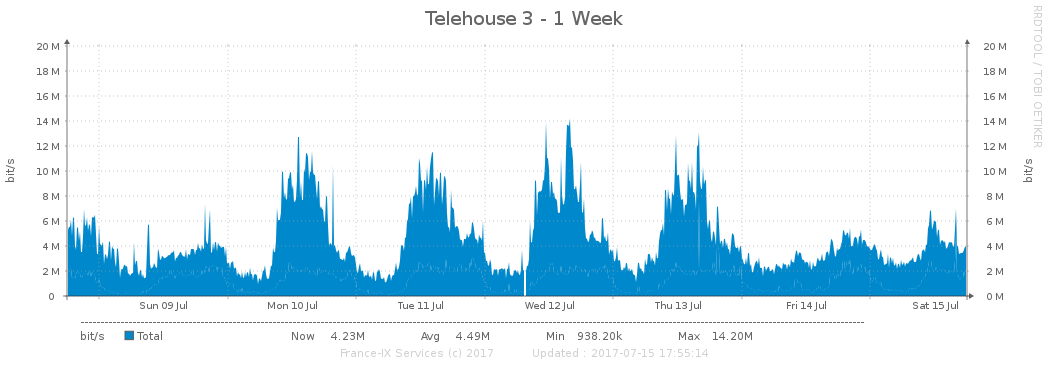 Telehouse 3 - 1 Week
RRDTOOL / TOBI OETIKER
20 M 20 M
18 M 18 M
16 M 16 M
14 M 14 M
12 M 12 M
10 M 10 M
8 M 8 M
6 M 6 M
4 M 4 M
2 M 2 M
0 0 M
bit/s bit/s
Sun 09 Jul Mon 10 Jul Tue 11 Jul Wed 12 Jul Thu 13 Jul Fri 14 Jul Sat 15 Jul
bit/s Total Now 4.23M Avg 4.49M Min 938.20k Max 14.20M
France-IX Services (c) 2017 Updated : 2017-07-15 17:55:14